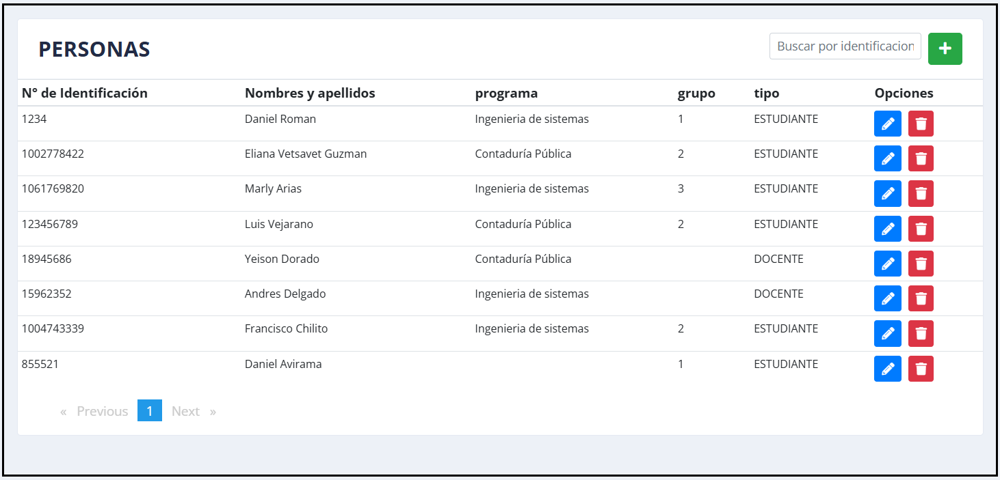 PERSONAS
Buscar por identificacion
N° de Identificación Nombres y apellidos programa grupo tipo Opciones
1234 Daniel Roman Ingenieria de sistemas 1 ESTUDIANTE
1002778422 Eliana Vetsavet Guzman Contaduría Pública 2 ESTUDIANTE
1061769820 Marly Arias Ingenieria de sistemas 3 ESTUDIANTE
123456789 Luis Vejarano Contaduría Pública 2 ESTUDIANTE
18945686 Yeison Dorado Contaduría Pública DOCENTE
15962352 Andres Delgado Ingenieria de sistemas DOCENTE
1004743339 Francisco Chilito Ingenieria de sistemas 2 ESTUDIANTE
855521 Daniel Avirama 1 ESTUDIANTE
« Previous 1 Next »